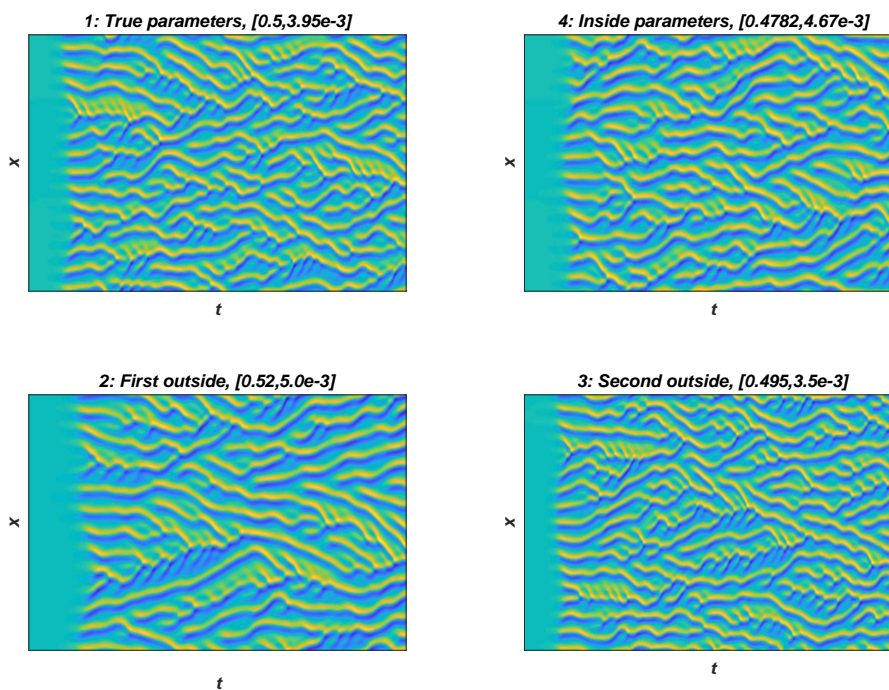 1: True parameters, [0.5,3.95e-3]
x
t
4: Inside parameters, [0.4782,4.67e-3]
x
t
2: First outside, [0.52,5.0e-3]
x
t
3: Second outside, [0.495,3.5e-3]
x
t